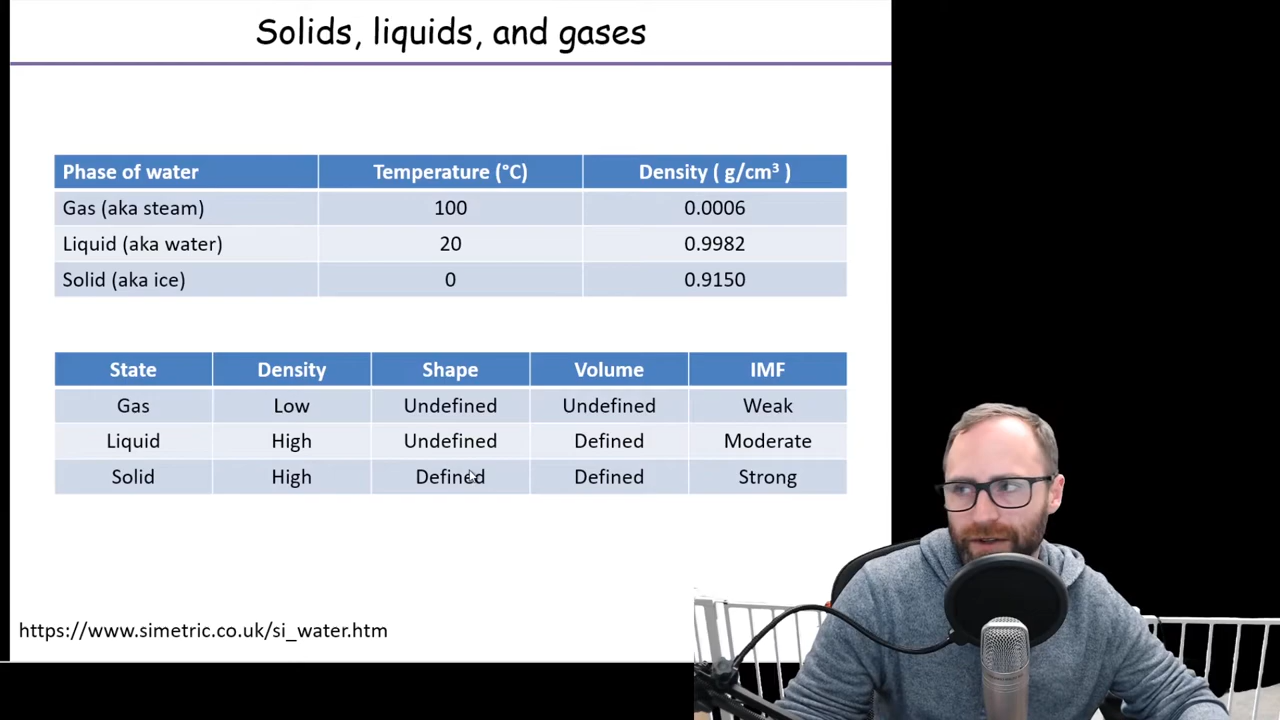 Solids, liquids, and gases
Phase of water Temperature (°C) Density ( g/cm³ )
Gas (aka steam) 100 0.0006
Liquid (aka water) 20 0.9982
Solid (aka ice) 0 0.9150
State Density Shape Volume IMF
Gas Low Undefined Undefined Weak
Liquid High Undefined Defined Moderate
Solid High Defined Defined Strong
https://www.simetric.co.uk/si_water.htm